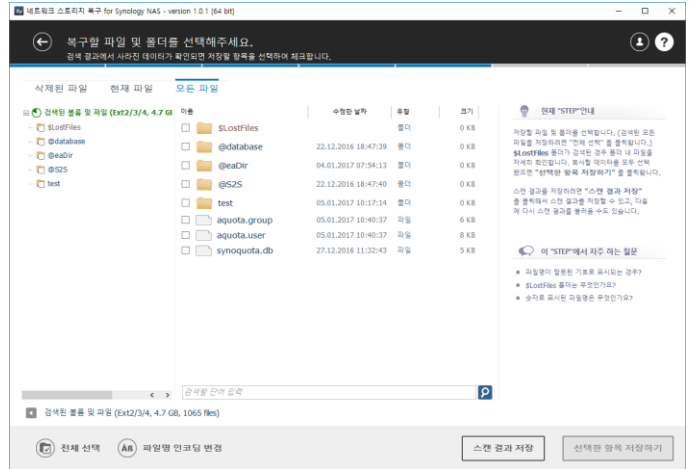 네트워크 스토리지 복구 for Synology NAS - version 1.0.1 [64 bit]
복구할 파일 및 폴더를 선택해주세요.
검색 결과에서 사라진 데이터가 확인되면 저장할 항목을 선택하여 체크합니다.
삭제된 파일 현재 파일 모든 파일
검색된 볼륨 및 파일 (Ext2/3/4, 4.7 GI
$LostFiles
@database
@eaDir
@S2S
test
이름 수정한 날짜 유형 크기
$LostFiles 폴더 0 KB
@database 22.12.2016 18:47:39 폴더 0 KB
@eaDir 04.01.2017 07:54:13 폴더 0 KB
@S2S 22.12.2016 18:47:40 폴더 0 KB
test 05.01.2017 10:17:14 폴더 0 KB
aquota.group 05.01.2017 10:40:37 파일 6 KB
aquota.user 05.01.2017 10:40:37 파일 8 KB
synoquota.db 27.12.2016 11:32:43 파일 5 KB
현재 "STEP"안내
저장할 파일 및 폴더를 선택합니다. (검색된 모든
파일을 저장하려면 "전체 선택" 을 클릭합니다.)
$LostFiles 폴더가 검색된 경우 폴더 내 파일을
자세히 확인합니다. 복사할 데이터를 모두 선택
했으면 "선택한 항목 저장하기" 을 클릭합니다.
스캔 결과를 저장하려면 "스캔 결과 저장"
을 클릭해서 스캔 결과를 저장할 수 있고, 다음
에 다시 스캔 결과를 불러올 수도 있습니다.
이 "STEP"에서 자주 하는 질문
파일명이 잘못된 기호로 표시되는 경우?
$LostFiles 폴더는 무엇인가요?
숫자로 표시된 파일명은 무엇인가요?
검색할 단어 입력
검색된 볼륨 및 파일 (Ext2/3/4, 4.7 GB, 1065 files)
전체 선택
AB 파일명 인코딩 변경
스캔 결과 저장
선택한 항목 저장하기